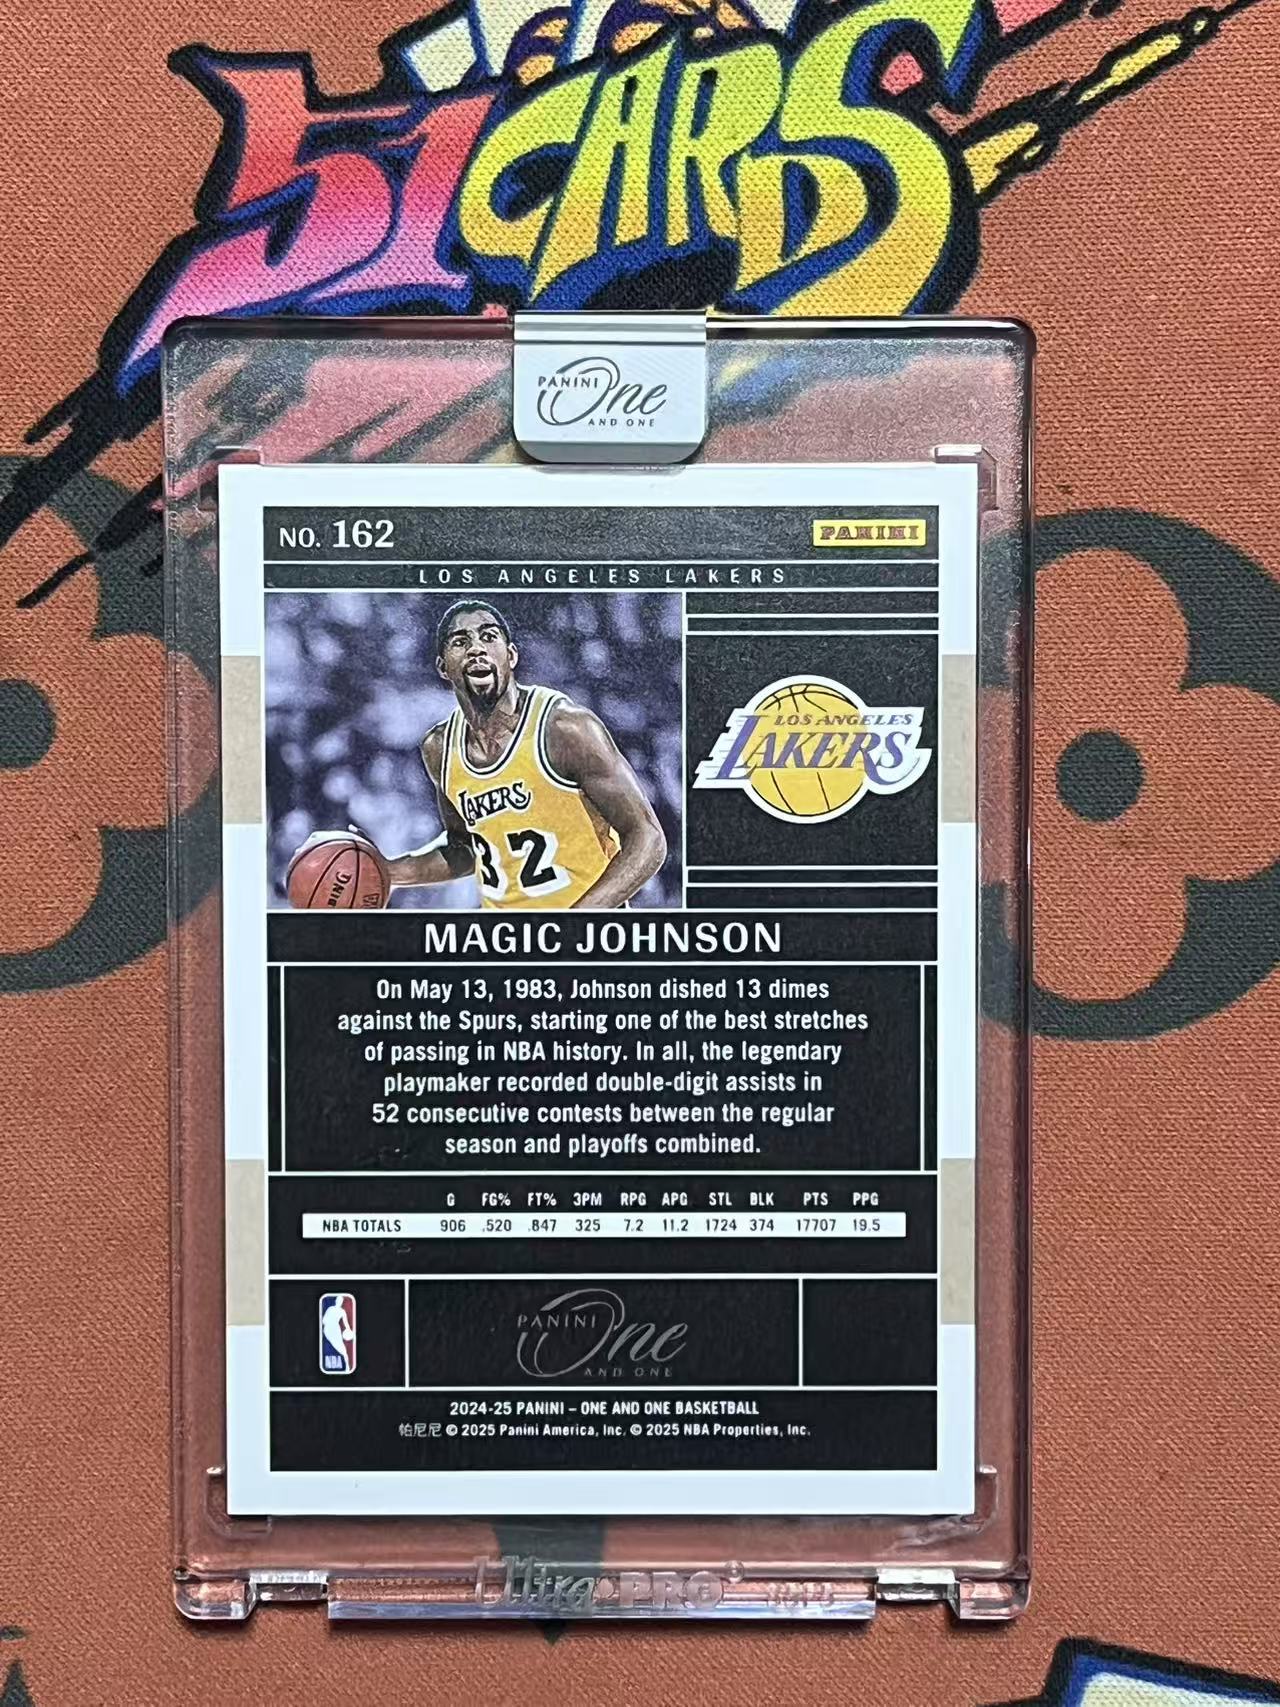 51 CARDS
PANINI
One
AND ONE
NO. 162
PANINI
LOS ANGELES LAKERS
LOS ANGELES
LAKERS
LAKERS
32
MAGIC JOHNSON
On May 13, 1983, Johnson dished 13 dimes
against the Spurs, starting one of the best stretches
of passing in NBA history. In all, the legendary
playmaker recorded double-digit assists in
52 consecutive contests between the regular
season and playoffs combined.
G FG% FT% 3PM RPG APG STL BLK PTS PPG
NBA TOTALS 906 .520 .847 325 7.2 11.2 1724 374 17707 19.5
NBA
PANINI
One
AND ONE
2024-25 PANINI – ONE AND ONE BASKETBALL
帕尼尼 © 2025 Panini America, Inc. © 2025 NBA Properties, Inc.
Ultra PRO